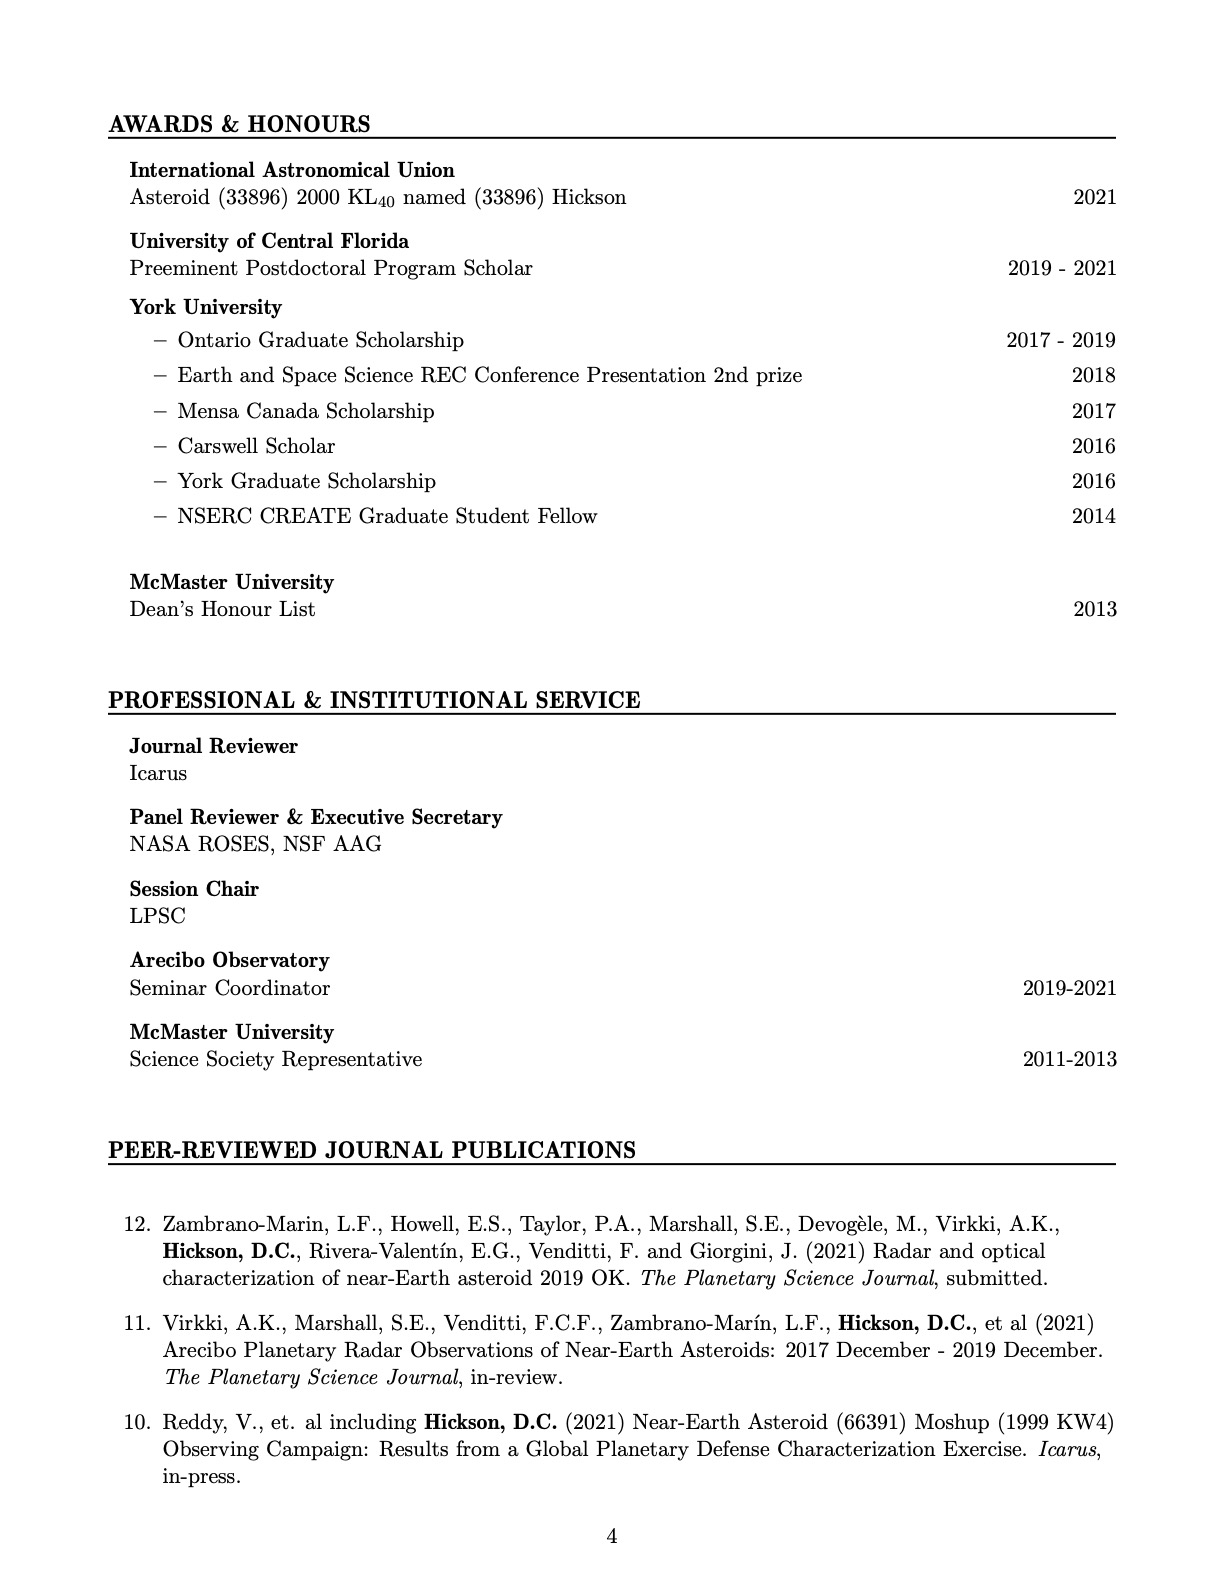 AWARDS & HONOURS
International Astronomical Union
Asteroid (33896) 2000 KL40 named (33896) Hickson 2021
University of Central Florida
Preeminent Postdoctoral Program Scholar 2019 - 2021
York University
– Ontario Graduate Scholarship 2017 - 2019
– Earth and Space Science REC Conference Presentation 2nd prize 2018
– Mensa Canada Scholarship 2017
– Carswell Scholar 2016
– York Graduate Scholarship 2016
– NSERC CREATE Graduate Student Fellow 2014
McMaster University
Dean's Honour List 2013
PROFESSIONAL & INSTITUTIONAL SERVICE
Journal Reviewer
Icarus
Panel Reviewer & Executive Secretary
NASA ROSES, NSF AAG
Session Chair
LPSC
Arecibo Observatory
Seminar Coordinator 2019-2021
McMaster University
Science Society Representative 2011-2013
PEER-REVIEWED JOURNAL PUBLICATIONS
12. Zambrano-Marin, L.F., Howell, E.S., Taylor, P.A., Marshall, S.E., Devogèle, M., Virkki, A.K.,
Hickson, D.C., Rivera-Valentín, E.G., Venditti, F. and Giorgini, J. (2021) Radar and optical
characterization of near-Earth asteroid 2019 OK. The Planetary Science Journal, submitted.
11. Virkki, A.K., Marshall, S.E., Venditti, F.C.F., Zambrano-Marín, L.F., Hickson, D.C., et al (2021)
Arecibo Planetary Radar Observations of Near-Earth Asteroids: 2017 December - 2019 December.
The Planetary Science Journal, in-review.
10. Reddy, V., et. al including Hickson, D.C. (2021) Near-Earth Asteroid (66391) Moshup (1999 KW4)
Observing Campaign: Results from a Global Planetary Defense Characterization Exercise. Icarus,
in-press.
4